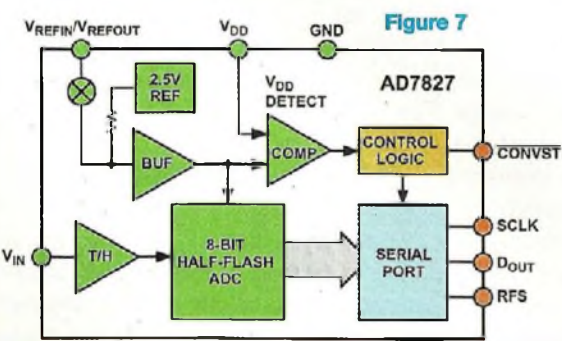 Figure 7
VREFIN/VREFOUT
VDD
GND
2.5V
REF
VDD
DETECT
AD7827
BUF
COMP
CONTROL
LOGIC
CONVST
VIN
T/H
8-BIT
HALF-FLASH
ADC
SERIAL
PORT
SCLK
DOUT
RFS